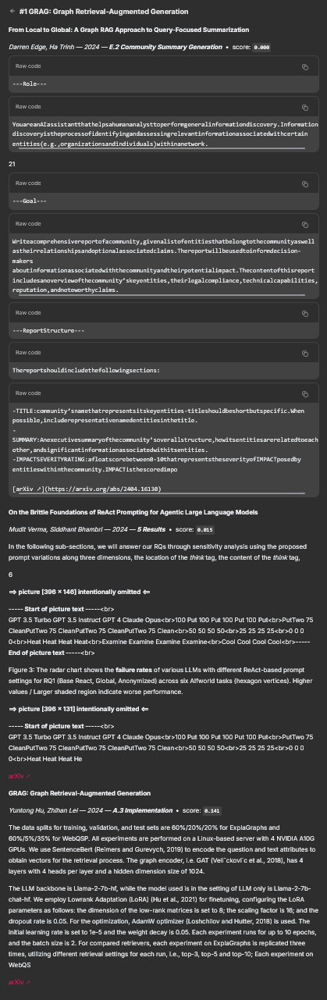 ← #1 GRAG: Graph Retrieval-Augmented Generation
From Local to Global: A Graph RAG Approach to Query-Focused Summarization
Darren Edge, Ha Trinh — 2024 — E.2 Community Summary Generation • score: 0.000
Raw code
---Role---
Raw code
YouareanAIassistantthathelpsahumananalysttoperformgeneralinformationdiscovery.Information
discoveryistheprocessofidentifyingandassessingrelevantinformationassociatedwithcertain
entities(e.g.,organizationsandindividuals)withinanetwork.
21
Raw code
---Goal---
Raw code
Writeacomprehensivereportofacommunity,givenalistofentitiesthatbelongtothecommunityaswell
astheirrelationshipsandoptionalassociatedclaims.Thereportwillbeusedtoinformdecision-
makers
aboutinformationassociatedwiththecommunityandtheirpotentialimpact.Thecontentofthisreport
includesanoverviewofthecommunity’skeyentities,theirlegalcompliance,technicalcapabilities,
reputation,andnoteworthyclaims.
Raw code
---ReportStructure---
Raw code
Thereportshouldincludethefollowingsections:
Raw code
-TITLE:community’snamethatrepresentsitskeyentities-titleshouldbeshortbutspecific.When
possible,includerepresentativenamedentitiesinthetitle.
-
SUMMARY:Anexecutivesummaryofthecommunity’soverallstructure,howitsentitiesarerelatedtoeach
other,andsignificantinformationassociatedwithitsentities.
-IMPACTSEVERITYRATING:afloatscorebetween0-10thatrepresentstheseverityofIMPACTposedby
entitieswithinthecommunity.IMPACTisthescoredimpo
[arXiv ↗](https://arxiv.org/abs/2404.16130)
On the Brittle Foundations of ReAct Prompting for Agentic Large Language Models
Mudit Verma, Siddhant Bhambri — 2024 — 5 Results • score: 0.015
In the following sub-sections, we will answer our RQs through sensitivity analysis using the proposed
prompt variations along three dimensions, the location of the think tag, the content of the think tag,
6
==> picture [396 x 146] intentionally omitted <==
----- Start of picture text -----<br>
GPT 3.5 Turbo GPT 3.5 Instruct GPT 4 Claude Opus<br>100 Put 100 Put 100 Put 100 Put<br>PutTwo 75
CleanPutTwo 75 CleanPutTwo 75 CleanPutTwo 75 Clean<br>50 50 50 50<br>25 25 25 25<br>0 0 0
0<br>Heat Heat Heat Heat<br>Examine Examine Examine Examine<br>Cool Cool Cool Cool<br>-----
End of picture text -----<br>
Figure 3: The radar chart shows the failure rates of various LLMs with different ReAct-based prompt
settings for RQ1 (Base React, Global, Anonymized) across six Alfworld tasks (hexagon vertices). Higher
values / Larger shaded region indicate worse performance.
==> picture [396 x 131] intentionally omitted <==
----- Start of picture text -----<br>
GPT 3.5 Turbo GPT 3.5 Instruct GPT 4 Claude Opus<br>100 Put 100 Put 100 Put 100 Put<br>PutTwo 75
CleanPutTwo 75 CleanPutTwo 75 CleanPutTwo 75 Clean<br>50 50 50 50<br>25 25 25 25<br>0 0 0
0<br>Heat Heat Heat He
arXiv ↗
GRAG: Graph Retrieval-Augmented Generation
Yuntong Hu, Zhihan Lei — 2024 — A.3 Implementation • score: 0.141
The data splits for training, validation, and test sets are 60%/20%/20% for ExplaGraphs and
60%/5%/35% for WebQSP. All experiments are performed on a Linux-based server with 4 NVIDIA A10G
GPUs. We use SentenceBert (Reimers and Gurevych, 2019) to encode the question and text attributes to
obtain vectors for the retrieval process. The graph encoder, i.e. GAT (Veliˇckovi´c et al., 2018), has 4
layers with 4 heads per layer and a hidden dimension size of 1024.
The LLM backbone is Llama-2-7b-hf, while the model used is in the setting of LLM only is Llama-2-7b-
chat-hf. We employ Lowrank Adaptation (LoRA) (Hu et al., 2021) for finetuning, configuring the LoRA
parameters as follows: the dimension of the low-rank matrices is set to 8; the scaling factor is 16; and the
dropout rate is 0.05. For the optimization, AdamW optimizer (Loshchilov and Hutter, 2018) is used. The
initial learning rate is set to 1e-5 and the weight decay is 0.05. Each experiment runs for up to 10 epochs,
and the batch size is 2. For compared retrievers, each experiment on ExplaGraphs is replicated three
times, utilizing different retrieval settings for each run, i.e., top-3, top-5 and top-10; Each experiment on
WebQS
arXiv ↗